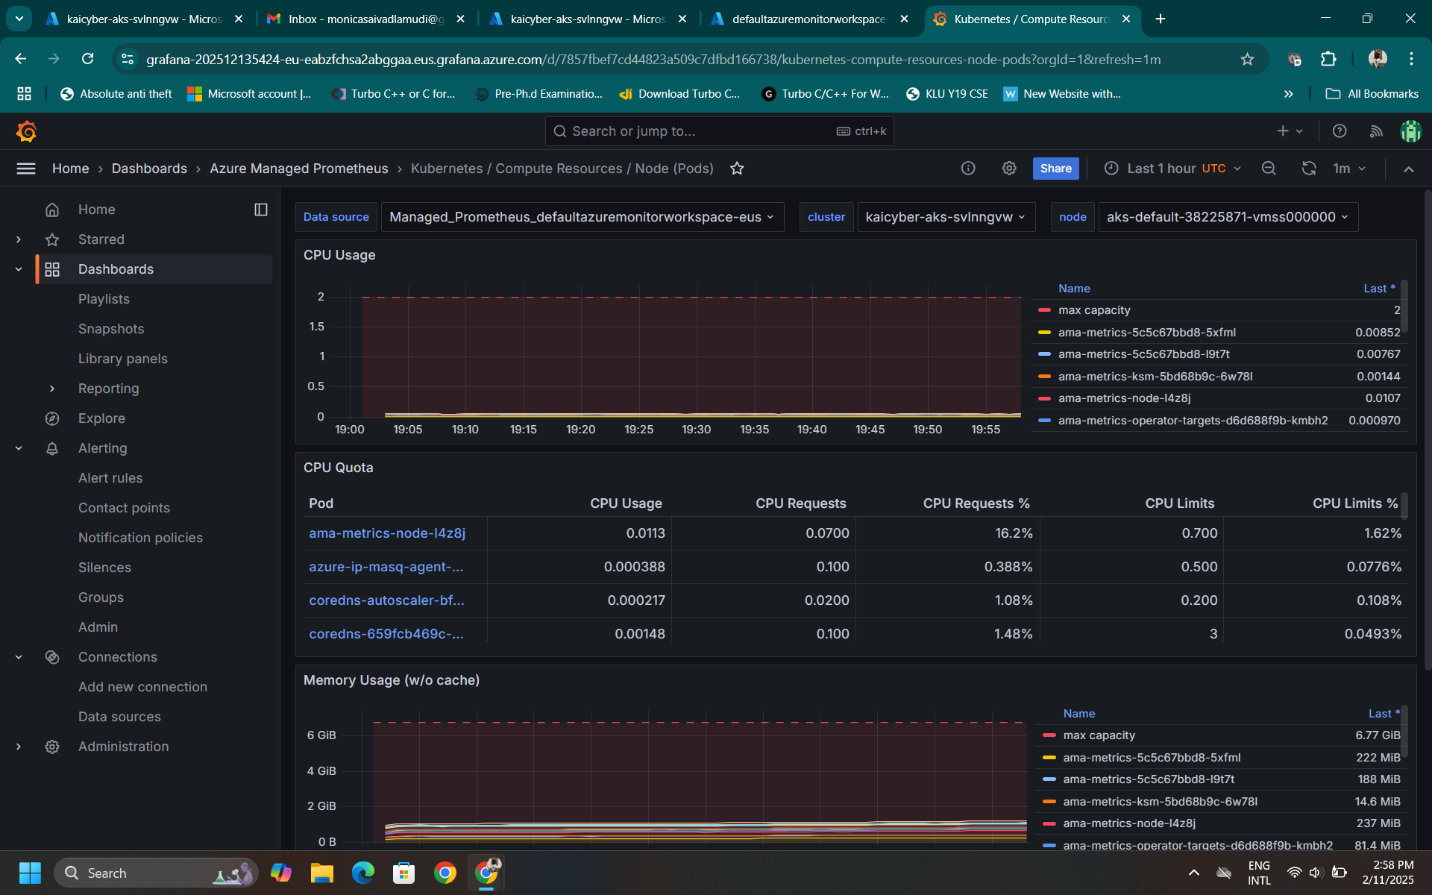 kaicyber-aks-svlnngvw - Micros
Inbox - monicasaivadlamudi@g
kaicyber-aks-svlnngvw - Micros
defaultazuremonitorworkspace
Kubernetes / Compute Resourc
grafana-202512135424-eu-eabzfchsa2abggaa.eus.grafana.azure.com/d/7857fbef7cd44823a509c7dfbd166738/kubernetes-compute-resources-node-pods?orgId=1&refresh=1m
Absolute anti theft
Microsoft account |...
Turbo C++ or C for...
Pre-Ph.d Examinatio...
Download Turbo C...
Turbo C/C++ For W...
KLU Y19 CSE
New Website with...
All Bookmarks
Search or jump to...
ctrl+k
Home › Dashboards › Azure Managed Prometheus › Kubernetes / Compute Resources / Node (Pods)
Share
Last 1 hour UTC
1m
Home
Starred
Dashboards
Playlists
Snapshots
Library panels
Reporting
Explore
Alerting
Alert rules
Contact points
Notification policies
Silences
Groups
Admin
Connections
Add new connection
Data sources
Administration
Data source Managed_Prometheus_defaultazuremonitorworkspace-eus
cluster kaicyber-aks-svlnngvw
node aks-default-38225871-vmss000000
CPU Usage
2
1.5
1
0.5
0
19:00 19:05 19:10 19:15 19:20 19:25 19:30 19:35 19:40 19:45 19:50 19:55
Name Last *
max capacity 2
ama-metrics-5c5c67bbd8-5xfml 0.00852
ama-metrics-5c5c67bbd8-l9t7t 0.00767
ama-metrics-ksm-5bd68b9c-6w78l 0.00144
ama-metrics-node-l4z8j 0.0107
ama-metrics-operator-targets-d6d688f9b-kmbh2 0.000970
CPU Quota
Pod CPU Usage CPU Requests CPU Requests % CPU Limits CPU Limits %
ama-metrics-node-l4z8j 0.0113 0.0700 16.2% 0.700 1.62%
azure-ip-masq-agent-... 0.000388 0.100 0.388% 0.500 0.0776%
coredns-autoscaler-bf... 0.000217 0.0200 1.08% 0.200 0.108%
coredns-659fcb469c-... 0.00148 0.100 1.48% 3 0.0493%
Memory Usage (w/o cache)
6 GiB
4 GiB
2 GiB
0 B
Name Last *
max capacity 6.77 GiB
ama-metrics-5c5c67bbd8-5xfml 222 MiB
ama-metrics-5c5c67bbd8-l9t7t 188 MiB
ama-metrics-ksm-5bd68b9c-6w78l 14.6 MiB
ama-metrics-node-l4z8j 237 MiB
ama-metrics-operator-targets-d6d688f9b-kmbh2 81.4 MiB
Search
ENG
INTL
2:58 PM
2/11/2025